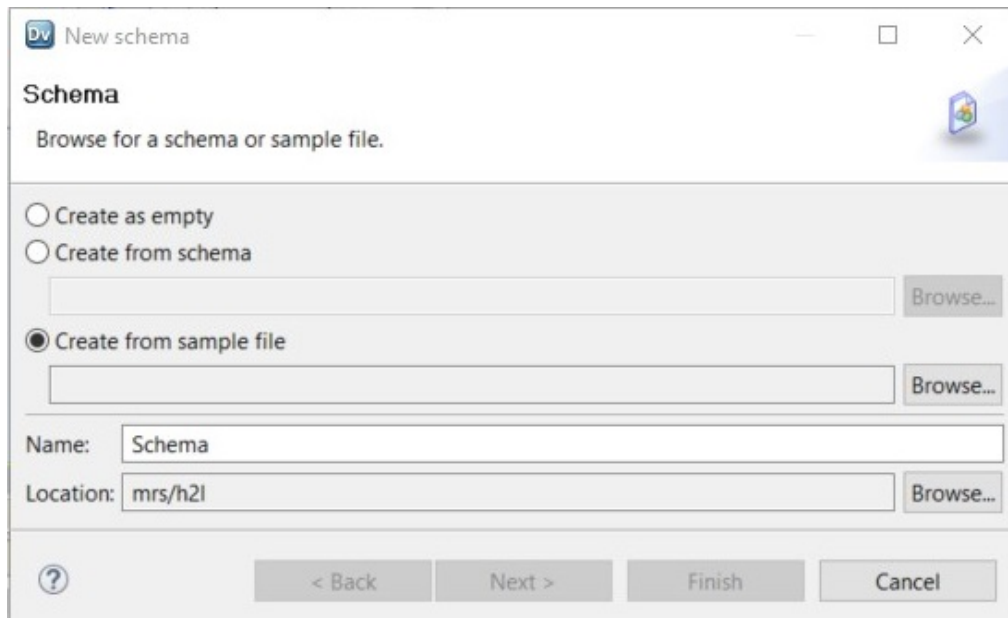 Dv New schema
Schema
Browse for a schema or sample file.
Create as empty
Create from schema
Browse...
Create from sample file
Browse...
Name: Schema
Location: mrs/h2l Browse...
? < Back Next > Finish Cancel